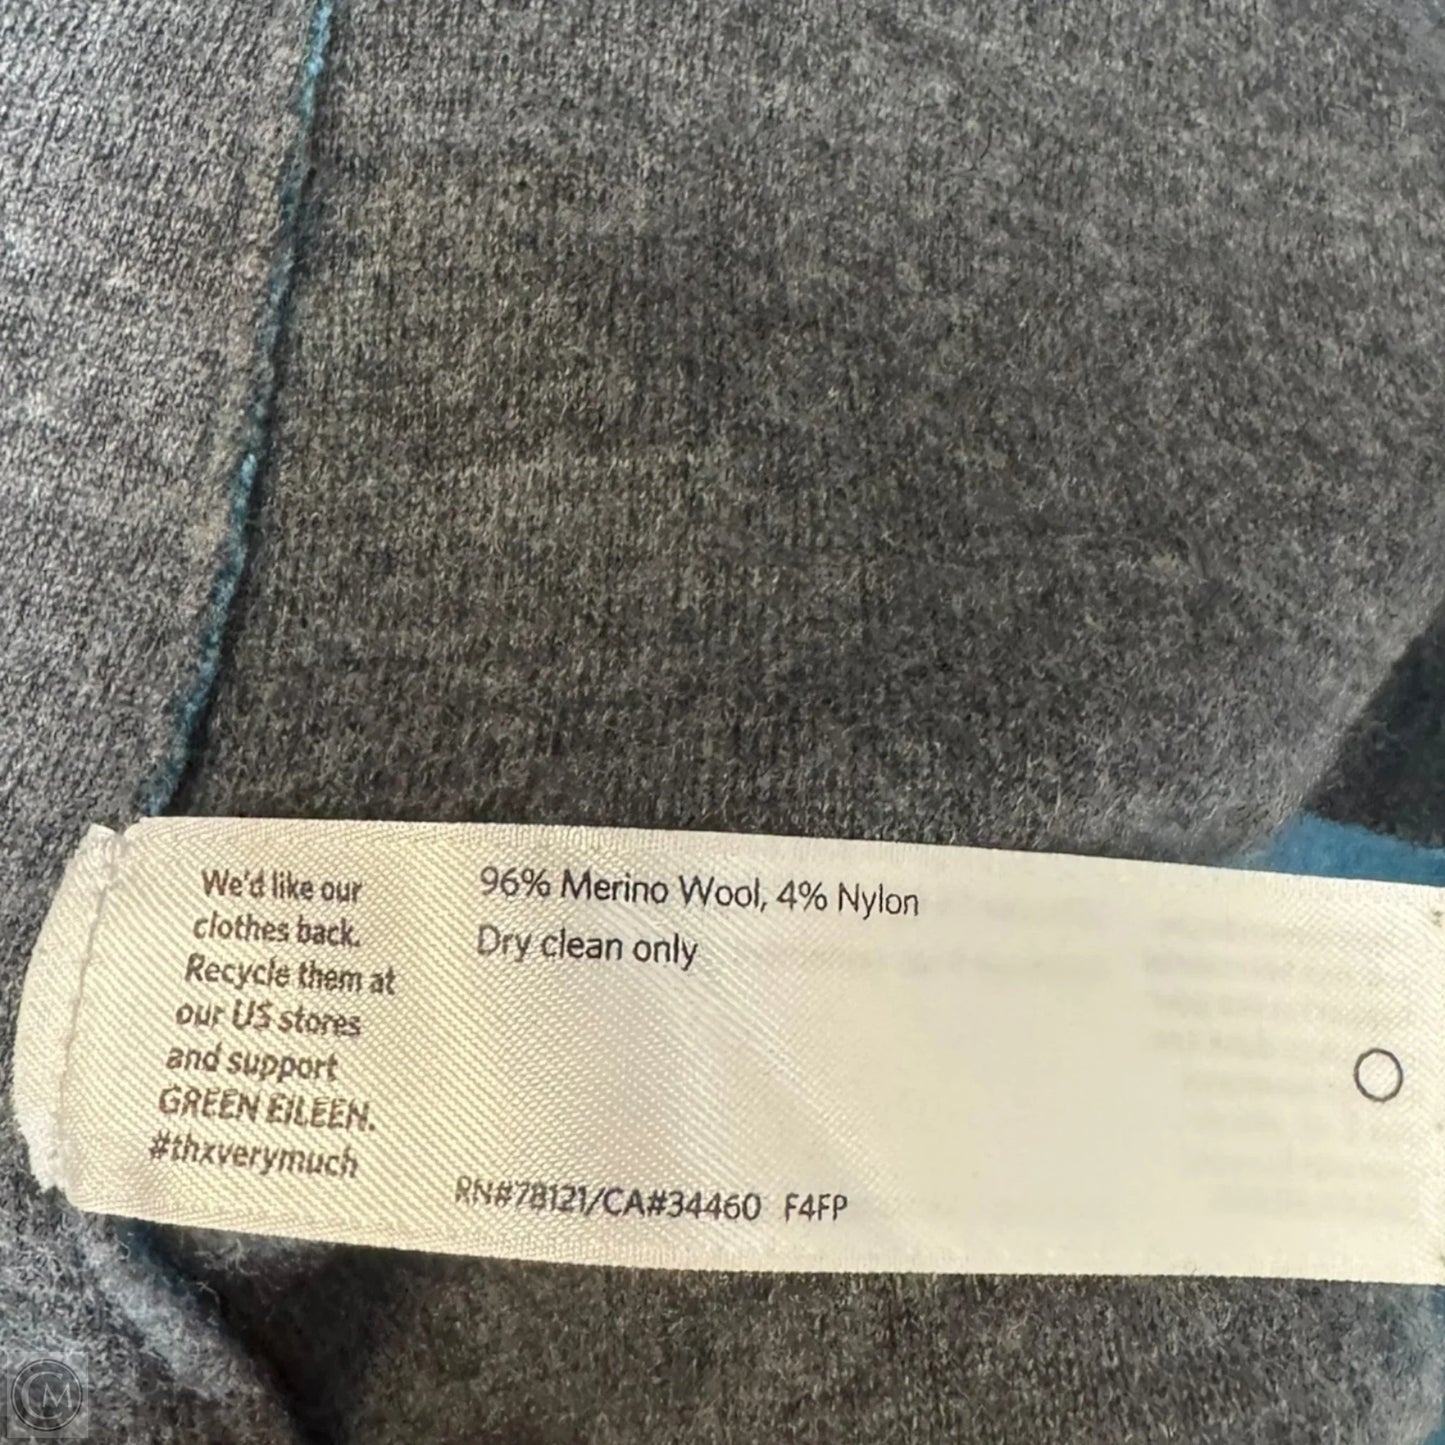 We'd like our
clothes back.
Recycle them at
our US stores
and support
GREEN EILEEN.
#thxverymuch
96% Merino Wool, 4% Nylon
Dry clean only
RN#78121/CA#34460 F4FP
CM